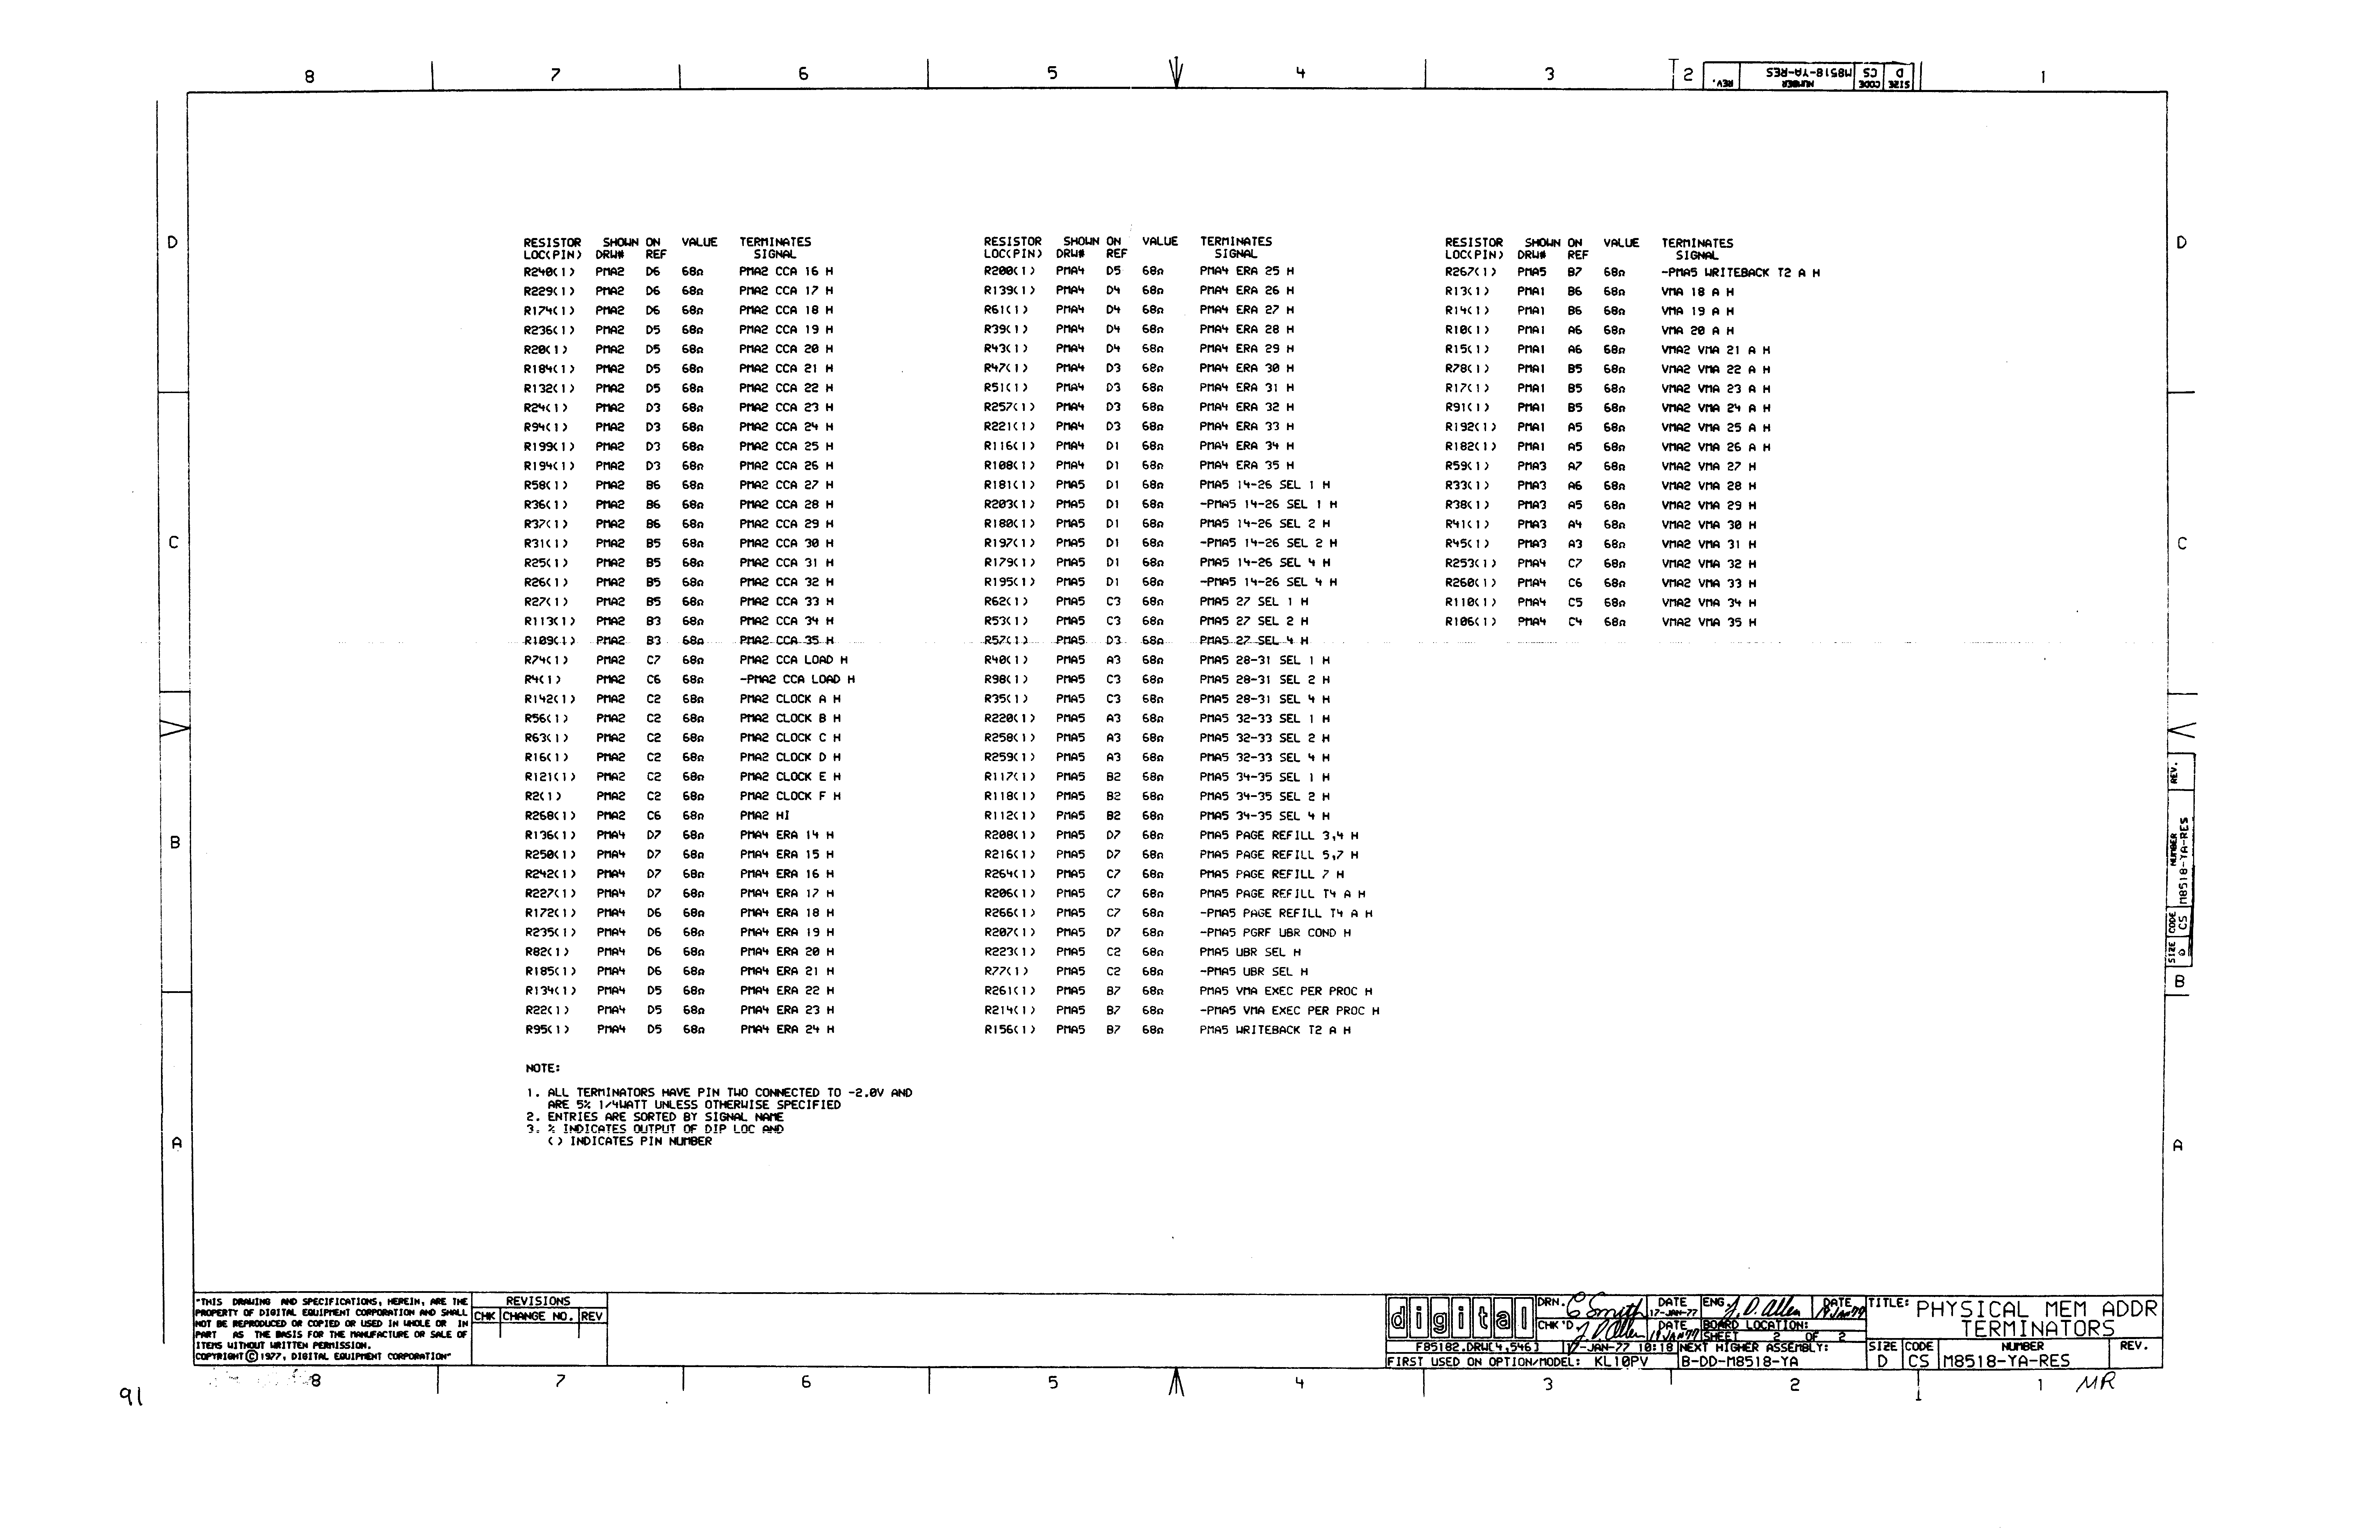 8 7 6 5 4 3 2 1
REV. NUMBER M8518-YA-RES CODE CS SIZE D
D
C
B
A
RESISTOR SHOWN ON VALUE TERMINATES
LOC(PIN) DRW# REF SIGNAL
R240(1) PMA2 D6 68Ω PMA2 CCA 16 H
R229(1) PMA2 D6 68Ω PMA2 CCA 17 H
R174(1) PMA2 D6 68Ω PMA2 CCA 18 H
R236(1) PMA2 D5 68Ω PMA2 CCA 19 H
R20(1) PMA2 D5 68Ω PMA2 CCA 20 H
R184(1) PMA2 D5 68Ω PMA2 CCA 21 H
R132(1) PMA2 D5 68Ω PMA2 CCA 22 H
R24(1) PMA2 D3 68Ω PMA2 CCA 23 H
R94(1) PMA2 D3 68Ω PMA2 CCA 24 H
R199(1) PMA2 D3 68Ω PMA2 CCA 25 H
R194(1) PMA2 D3 68Ω PMA2 CCA 26 H
R58(1) PMA2 B6 68Ω PMA2 CCA 27 H
R36(1) PMA2 B6 68Ω PMA2 CCA 28 H
R37(1) PMA2 B6 68Ω PMA2 CCA 29 H
R31(1) PMA2 B5 68Ω PMA2 CCA 30 H
R25(1) PMA2 B5 68Ω PMA2 CCA 31 H
R26(1) PMA2 B5 68Ω PMA2 CCA 32 H
R27(1) PMA2 B5 68Ω PMA2 CCA 33 H
R113(1) PMA2 B3 68Ω PMA2 CCA 34 H
R109(1) PMA2 B3 68Ω PMA2 CCA 35 H
R74(1) PMA2 C7 68Ω PMA2 CCA LOAD H
R4(1) PMA2 C6 68Ω -PMA2 CCA LOAD H
R142(1) PMA2 C2 68Ω PMA2 CLOCK A H
R56(1) PMA2 C2 68Ω PMA2 CLOCK B H
R63(1) PMA2 C2 68Ω PMA2 CLOCK C H
R16(1) PMA2 C2 68Ω PMA2 CLOCK D H
R121(1) PMA2 C2 68Ω PMA2 CLOCK E H
R2(1) PMA2 C2 68Ω PMA2 CLOCK F H
R268(1) PMA2 C6 68Ω PMA2 HI
R136(1) PMA4 D7 68Ω PMA4 ERA 14 H
R250(1) PMA4 D7 68Ω PMA4 ERA 15 H
R242(1) PMA4 D7 68Ω PMA4 ERA 16 H
R227(1) PMA4 D7 68Ω PMA4 ERA 17 H
R172(1) PMA4 D6 68Ω PMA4 ERA 18 H
R235(1) PMA4 D6 68Ω PMA4 ERA 19 H
R82(1) PMA4 D6 68Ω PMA4 ERA 20 H
R185(1) PMA4 D6 68Ω PMA4 ERA 21 H
R134(1) PMA4 D5 68Ω PMA4 ERA 22 H
R22(1) PMA4 D5 68Ω PMA4 ERA 23 H
R95(1) PMA4 D5 68Ω PMA4 ERA 24 H
RESISTOR SHOWN ON VALUE TERMINATES
LOC(PIN) DRW# REF SIGNAL
R200(1) PMA4 D5 68Ω PMA4 ERA 25 H
R139(1) PMA4 D4 68Ω PMA4 ERA 26 H
R61(1) PMA4 D4 68Ω PMA4 ERA 27 H
R39(1) PMA4 D4 68Ω PMA4 ERA 28 H
R43(1) PMA4 D4 68Ω PMA4 ERA 29 H
R47(1) PMA4 D3 68Ω PMA4 ERA 30 H
R51(1) PMA4 D3 68Ω PMA4 ERA 31 H
R257(1) PMA4 D3 68Ω PMA4 ERA 32 H
R221(1) PMA4 D3 68Ω PMA4 ERA 33 H
R116(1) PMA4 D1 68Ω PMA4 ERA 34 H
R108(1) PMA4 D1 68Ω PMA4 ERA 35 H
R181(1) PMA5 D1 68Ω PMA5 14-26 SEL 1 H
R203(1) PMA5 D1 68Ω -PMA5 14-26 SEL 1 H
R180(1) PMA5 D1 68Ω PMA5 14-26 SEL 2 H
R197(1) PMA5 D1 68Ω -PMA5 14-26 SEL 2 H
R179(1) PMA5 D1 68Ω PMA5 14-26 SEL 4 H
R195(1) PMA5 D1 68Ω -PMA5 14-26 SEL 4 H
R62(1) PMA5 C3 68Ω PMA5 27 SEL 1 H
R53(1) PMA5 C3 68Ω PMA5 27 SEL 2 H
R57(1) PMA5 D3 68Ω PMA5 27 SEL 4 H
R40(1) PMA5 A3 68Ω PMA5 28-31 SEL 1 H
R98(1) PMA5 C3 68Ω PMA5 28-31 SEL 2 H
R35(1) PMA5 C3 68Ω PMA5 28-31 SEL 4 H
R220(1) PMA5 A3 68Ω PMA5 32-33 SEL 1 H
R258(1) PMA5 A3 68Ω PMA5 32-33 SEL 2 H
R259(1) PMA5 A3 68Ω PMA5 32-33 SEL 4 H
R117(1) PMA5 B2 68Ω PMA5 34-35 SEL 1 H
R118(1) PMA5 B2 68Ω PMA5 34-35 SEL 2 H
R112(1) PMA5 B2 68Ω PMA5 34-35 SEL 4 H
R208(1) PMA5 D7 68Ω PMA5 PAGE REFILL 3,4 H
R216(1) PMA5 D7 68Ω PMA5 PAGE REFILL 5,7 H
R264(1) PMA5 C7 68Ω PMA5 PAGE REFILL 7 H
R206(1) PMA5 C7 68Ω PMA5 PAGE REFILL T4 A H
R266(1) PMA5 C7 68Ω -PMA5 PAGE REFILL T4 A H
R207(1) PMA5 D7 68Ω -PMA5 PGRF UBR COND H
R223(1) PMA5 C2 68Ω PMA5 UBR SEL H
R77(1) PMA5 C2 68Ω -PMA5 UBR SEL H
R261(1) PMA5 B7 68Ω PMA5 VMA EXEC PER PROC H
R214(1) PMA5 B7 68Ω -PMA5 VMA EXEC PER PROC H
R156(1) PMA5 B7 68Ω PMA5 WRITEBACK T2 A H
RESISTOR SHOWN ON VALUE TERMINATES
LOC(PIN) DRW# REF SIGNAL
R267(1) PMA5 B7 68Ω -PMA5 WRITEBACK T2 A H
R13(1) PMA1 B6 68Ω VMA 18 A H
R14(1) PMA1 B6 68Ω VMA 19 A H
R10(1) PMA1 A6 68Ω VMA 20 A H
R15(1) PMA1 A6 68Ω VMA2 VMA 21 A H
R78(1) PMA1 B5 68Ω VMA2 VMA 22 A H
R17(1) PMA1 B5 68Ω VMA2 VMA 23 A H
R91(1) PMA1 B5 68Ω VMA2 VMA 24 A H
R192(1) PMA1 A5 68Ω VMA2 VMA 25 A H
R182(1) PMA1 A5 68Ω VMA2 VMA 26 A H
R59(1) PMA3 A7 68Ω VMA2 VMA 27 H
R33(1) PMA3 A6 68Ω VMA2 VMA 28 H
R38(1) PMA3 A5 68Ω VMA2 VMA 29 H
R41(1) PMA3 A4 68Ω VMA2 VMA 30 H
R45(1) PMA3 A3 68Ω VMA2 VMA 31 H
R253(1) PMA4 C7 68Ω VMA2 VMA 32 H
R260(1) PMA4 C6 68Ω VMA2 VMA 33 H
R110(1) PMA4 C5 68Ω VMA2 VMA 34 H
R106(1) PMA4 C4 68Ω VMA2 VMA 35 H
NOTE:
1. ALL TERMINATORS HAVE PIN TWO CONNECTED TO -2.0V AND
ARE 5% 1/4WATT UNLESS OTHERWISE SPECIFIED
2. ENTRIES ARE SORTED BY SIGNAL NAME
3. % INDICATES OUTPUT OF DIP LOC AND
() INDICATES PIN NUMBER
D
C
REV.
NUMBER M8518-YA-RES
CODE CS
SIZE D
B
A
"THIS DRAWING AND SPECIFICATIONS, HEREIN, ARE THE
PROPERTY OF DIGITAL EQUIPMENT CORPORATION AND SHALL
NOT BE REPRODUCED OR COPIED OR USED IN WHOLE OR IN
PART AS THE BASIS FOR THE MANUFACTURE OR SALE OF
ITEMS WITHOUT WRITTEN PERMISSION.
COPYRIGHT © 1977, DIGITAL EQUIPMENT CORPORATION"
REVISIONS
CHK CHANGE NO. REV
digital
DRN. C Smith DATE 17-JAN-77
ENG J. D. Allen DATE 19 JAN 77
CHK'D J. D. Allen DATE 19 JAN 77
BOARD LOCATION:
SHEET 2 OF 2
F85182.DRW[4,546] 17-JAN-77 10:18
NEXT HIGHER ASSEMBLY:
FIRST USED ON OPTION/MODEL: KL10PV
B-DD-M8518-YA
TITLE: PHYSICAL MEM ADDR
TERMINATORS
SIZE CODE NUMBER REV.
D CS M8518-YA-RES
8 7 6 5 4 3 2 1
MR
91